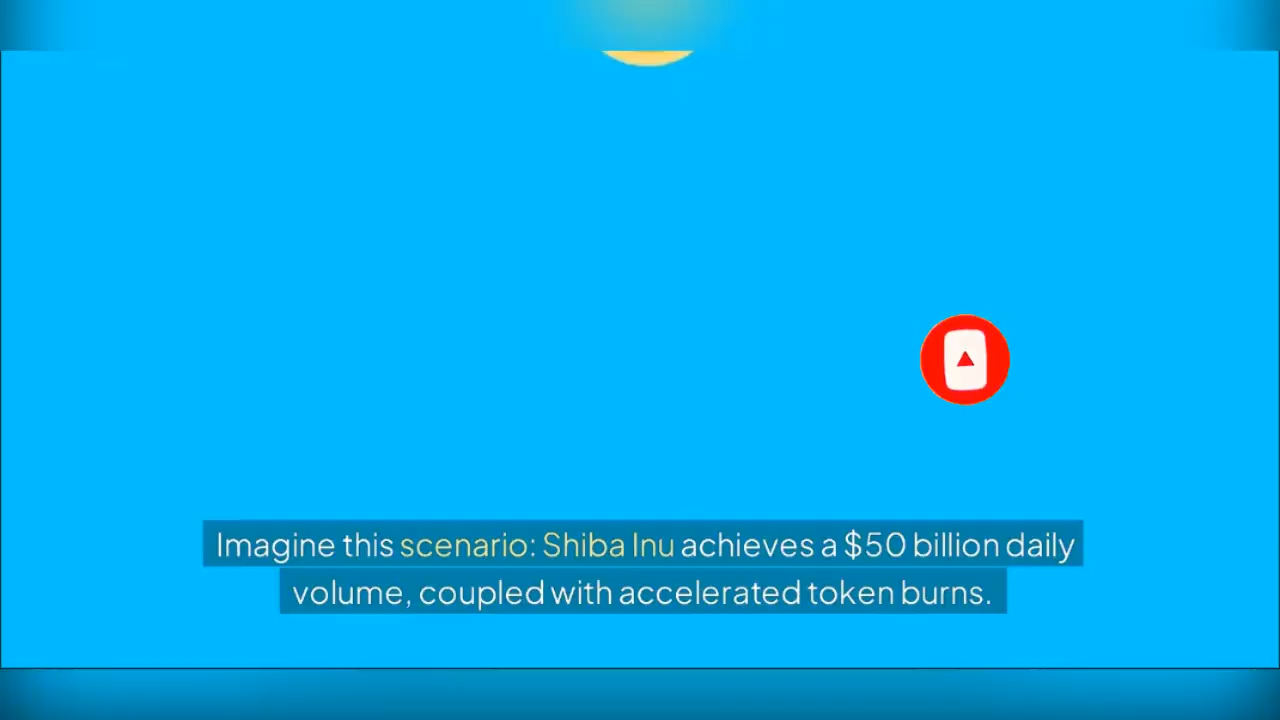 Imagine this scenario: Shiba Inu achieves a $50 billion daily
volume, coupled with accelerated token burns.